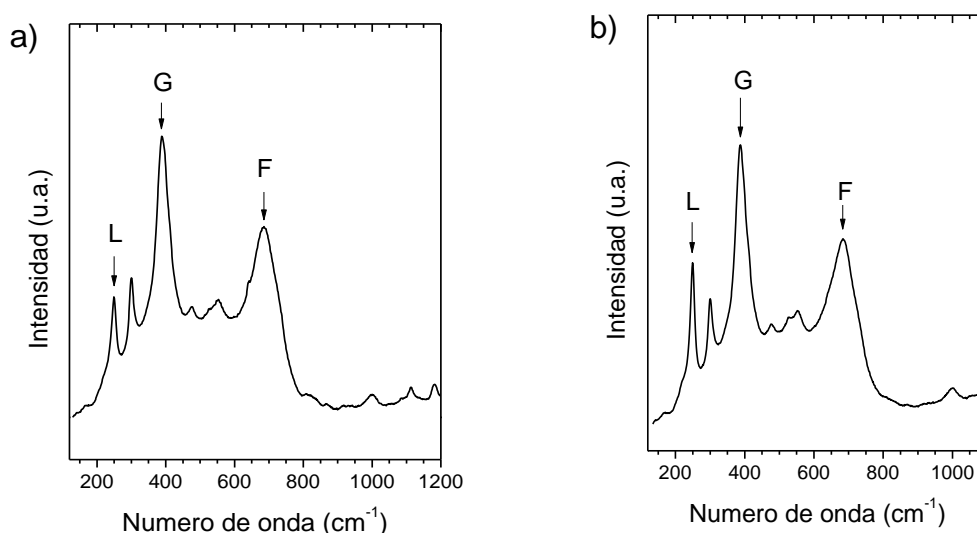 a)
G
F
L
Intensidad (u.a.)
200 400 600 800 1000 1200
Numero de onda (cm⁻¹)
b)
G
L
F
Intensidad (u.a.)
200 400 600 800 1000
Numero de onda (cm⁻¹)